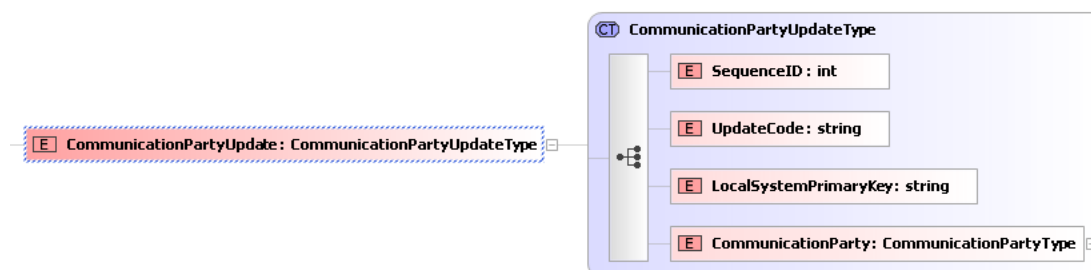 CT CommunicationPartyUpdateType
E SequenceID : int
E UpdateCode : string
E CommunicationPartyUpdate : CommunicationPartyUpdateType
E LocalSystemPrimaryKey : string
E CommunicationParty : CommunicationPartyType